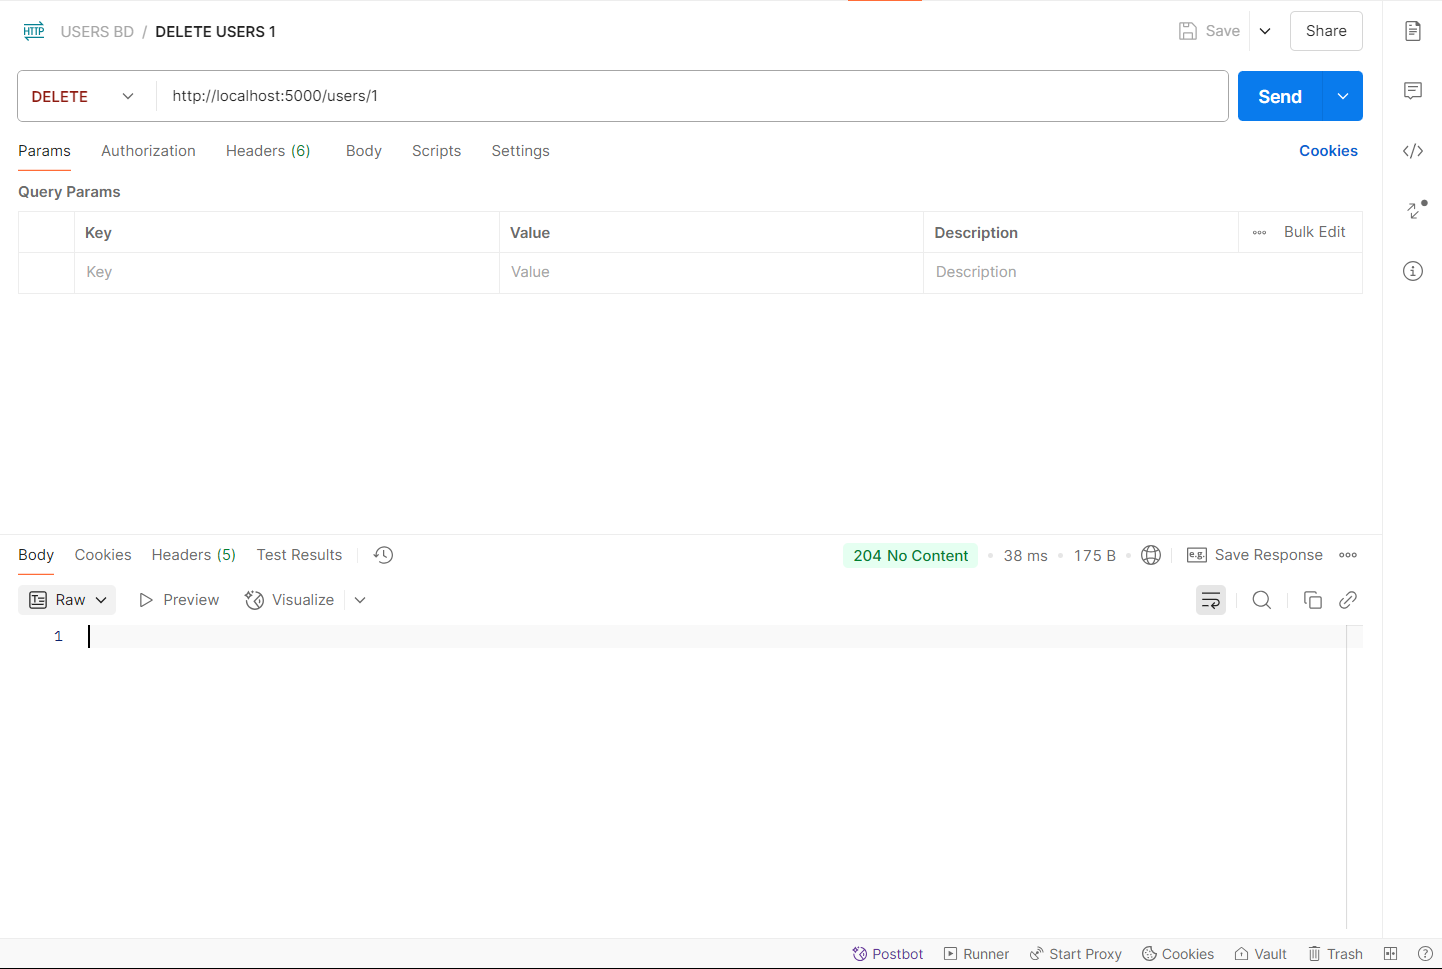 HTTP USERS BD / DELETE USERS 1 Save Share
DELETE http://localhost:5000/users/1 Send
Params Authorization Headers (6) Body Scripts Settings Cookies
Query Params
Key Value Description Bulk Edit
Key Value Description
Body Cookies Headers (5) Test Results 204 No Content 38 ms 175 B e.g. Save Response
Raw Preview Visualize
1
Postbot Runner Start Proxy Cookies Vault Trash